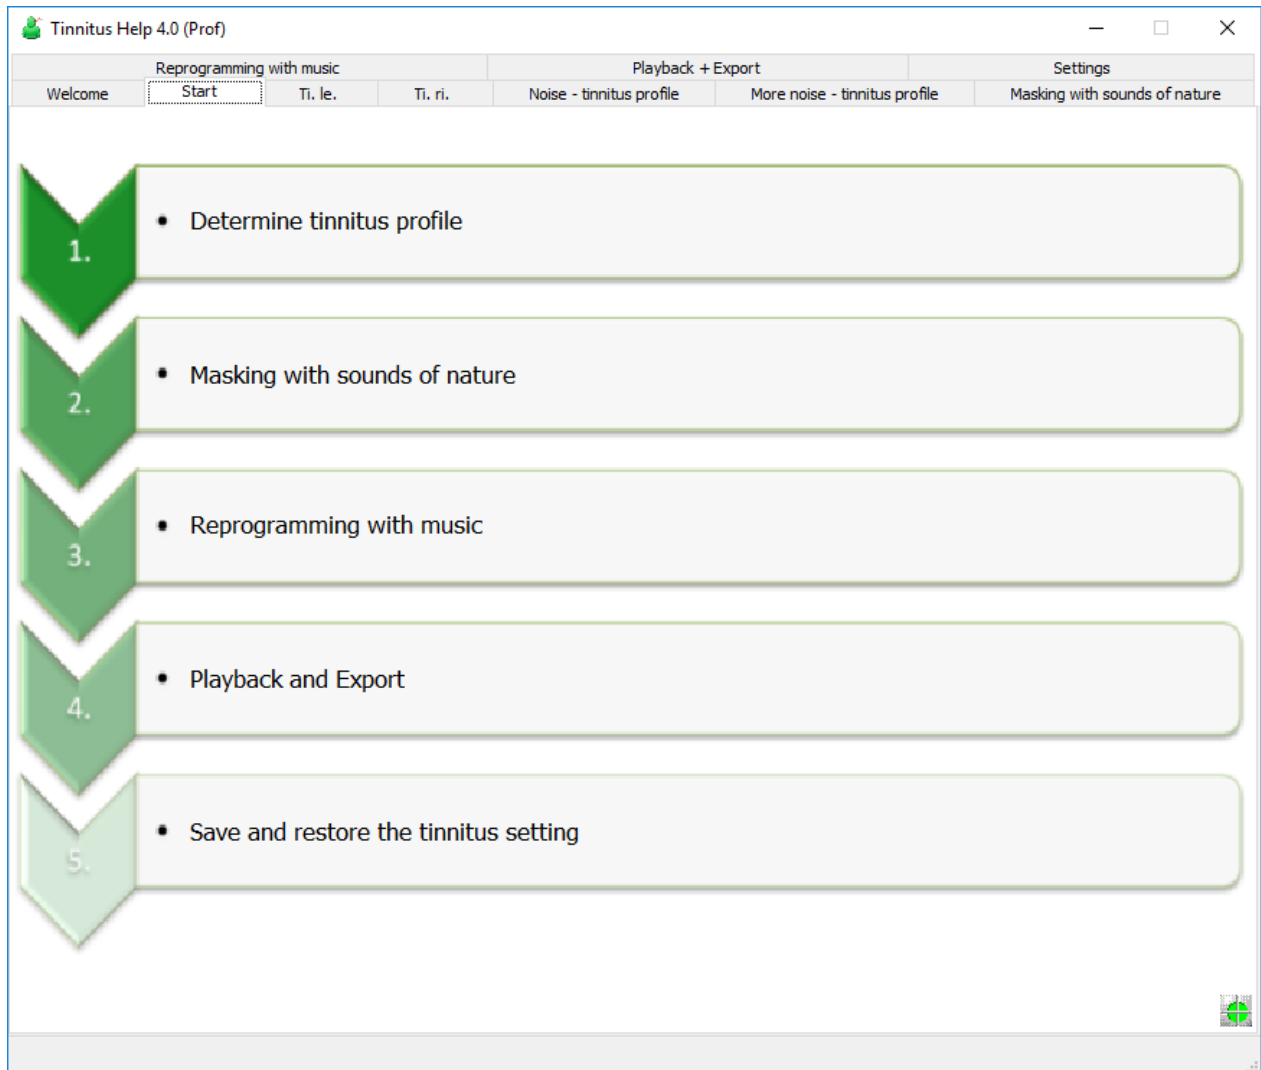 Tinnitus Help 4.0 (Prof)
Reprogramming with music Playback + Export Settings
Welcome Start Ti. le. Ti. ri. Noise - tinnitus profile More noise - tinnitus profile Masking with sounds of nature
1. • Determine tinnitus profile
2. • Masking with sounds of nature
3. • Reprogramming with music
4. • Playback and Export
5. • Save and restore the tinnitus setting